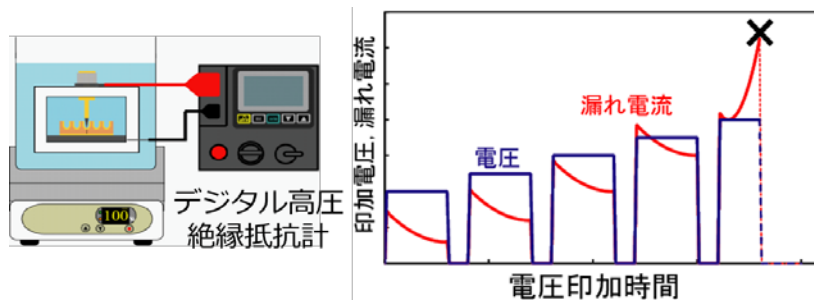 100
デジタル高圧
絶縁抵抗計
印加電圧, 漏れ電流
電圧
漏れ電流
電圧印加時間